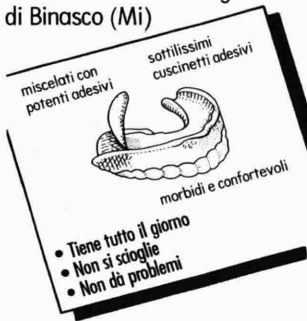 di Binasco (Mi)
sottilissimi
cuscinetti adesivi
miscelati con
potenti adesivi
morbidi e confortevoli
• Tiene tutto il giorno
• Non si scioglie
• Non dà problemi